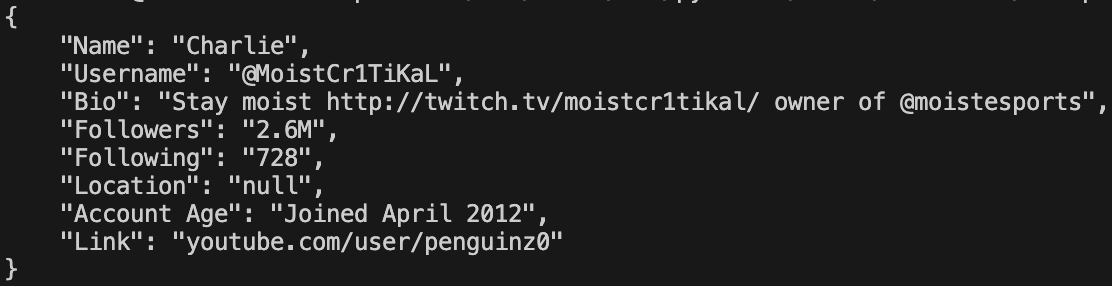 {
"Name": "Charlie",
"Username": "@MoistCr1TiKaL",
"Bio": "Stay moist http://twitch.tv/moistcr1tikal/ owner of @moistesports",
"Followers": "2.6M",
"Following": "728",
"Location": "null",
"Account Age": "Joined April 2012",
"Link": "youtube.com/user/penguinz0"
}